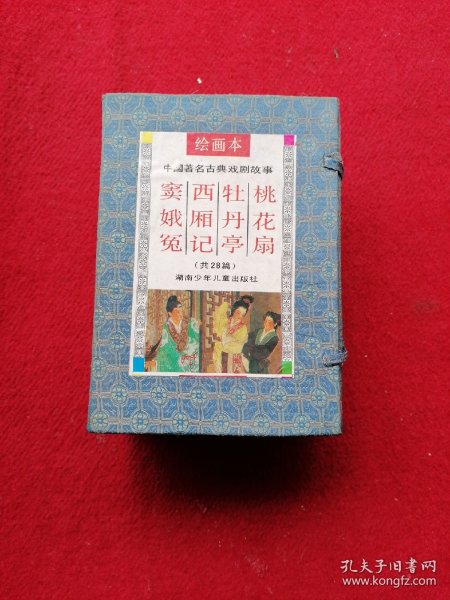 绘画本
中国著名古典戏剧故事
桃花扇
牡丹亭
西厢记
窦娥冤
(共28篇)
湖南少年儿童出版社
孔夫子旧书网
www.kongfz.com